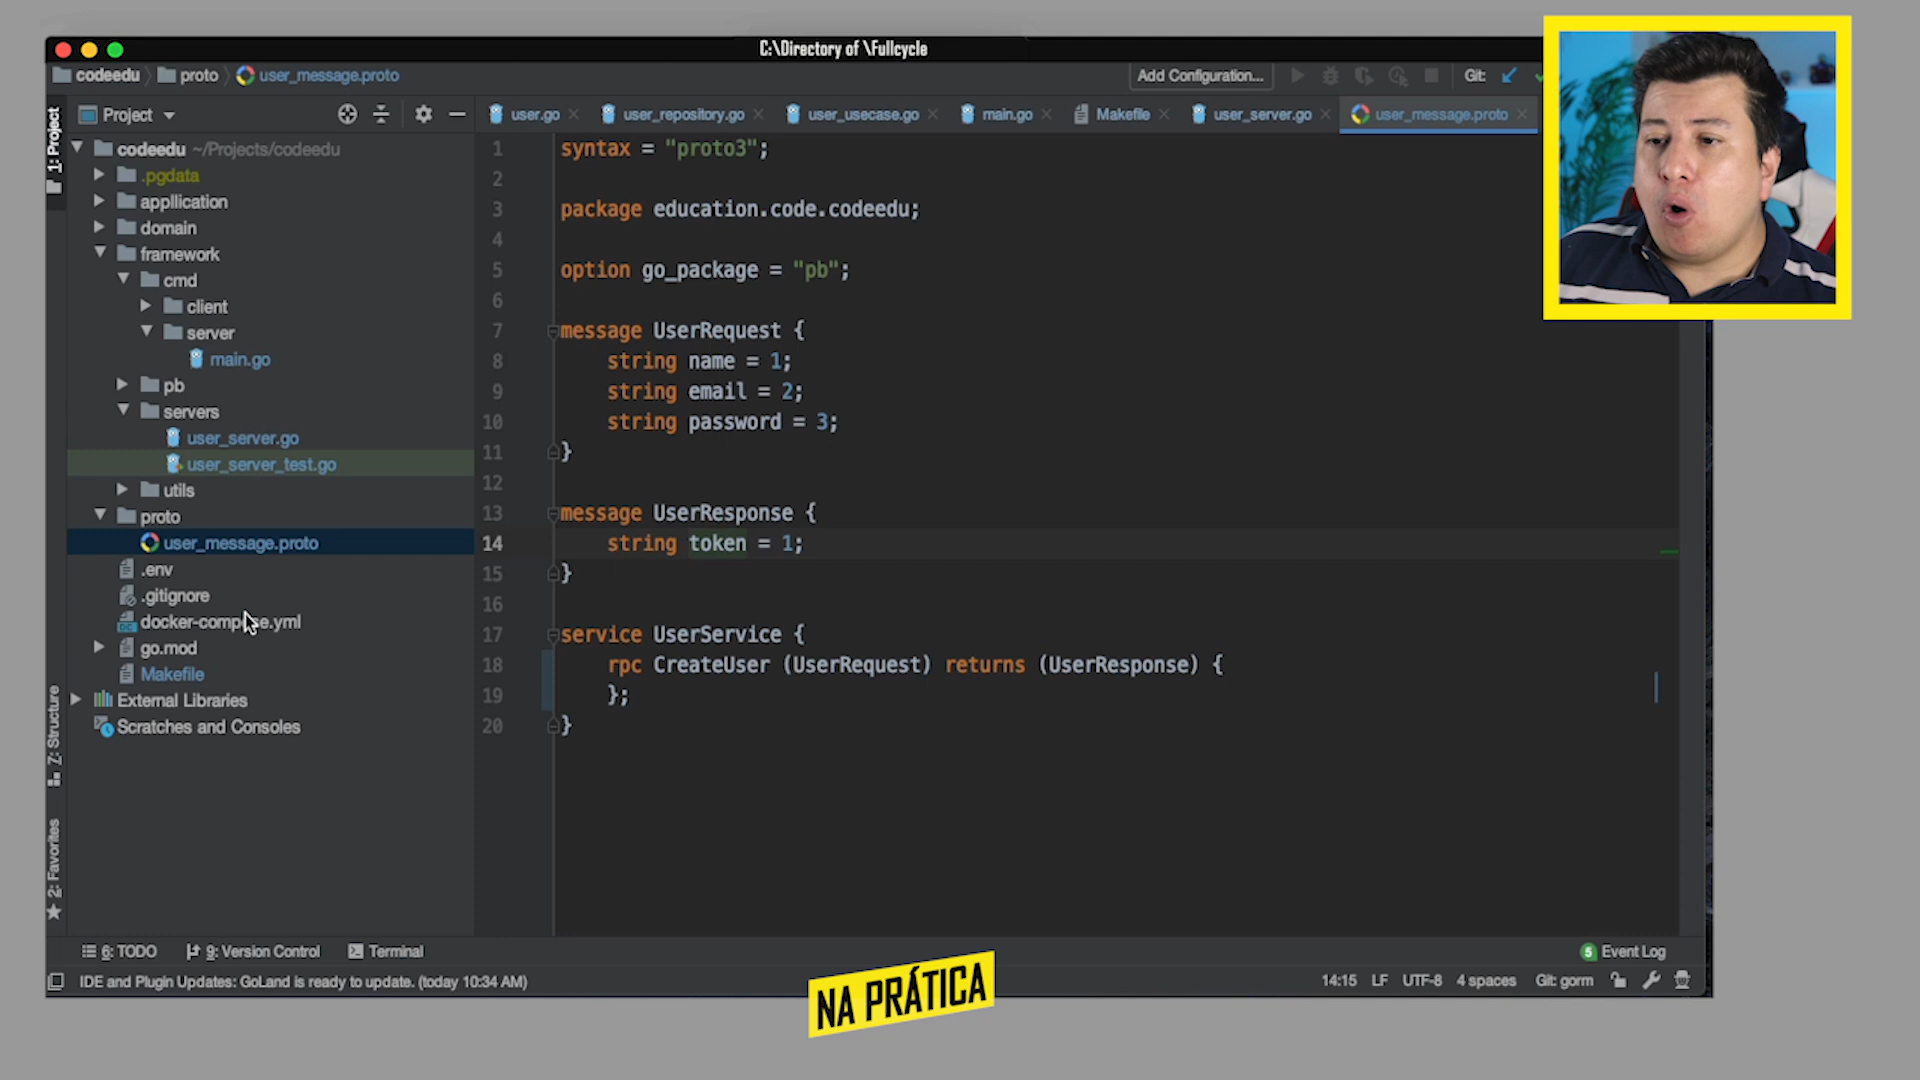 C:\Directory of \Fullcycle
codeedu proto user_message.proto
Add Configuration... Git:
Project
user.go user_repository.go user_usecase.go main.go Makefile user_server.go user_message.proto
1: Project
Z: Structure
2: Favorites
codeedu ~/Projects/codeedu
.pgdata
appllication
domain
framework
cmd
client
server
main.go
pb
servers
user_server.go
user_server_test.go
utils
proto
user_message.proto
.env
.gitignore
docker-compose.yml
go.mod
Makefile
External Libraries
Scratches and Consoles
1 syntax = "proto3";
2
3 package education.code.codeedu;
4
5 option go_package = "pb";
6
7 message UserRequest {
8 string name = 1;
9 string email = 2;
10 string password = 3;
11 }
12
13 message UserResponse {
14 string token = 1;
15 }
16
17 service UserService {
18 rpc CreateUser (UserRequest) returns (UserResponse) {
19 };
20 }
6: TODO 9: Version Control Terminal
5 Event Log
IDE and Plugin Updates: GoLand is ready to update. (today 10:34 AM)
14:15 LF UTF-8 4 spaces Git: gorm
NA PRÁTICA